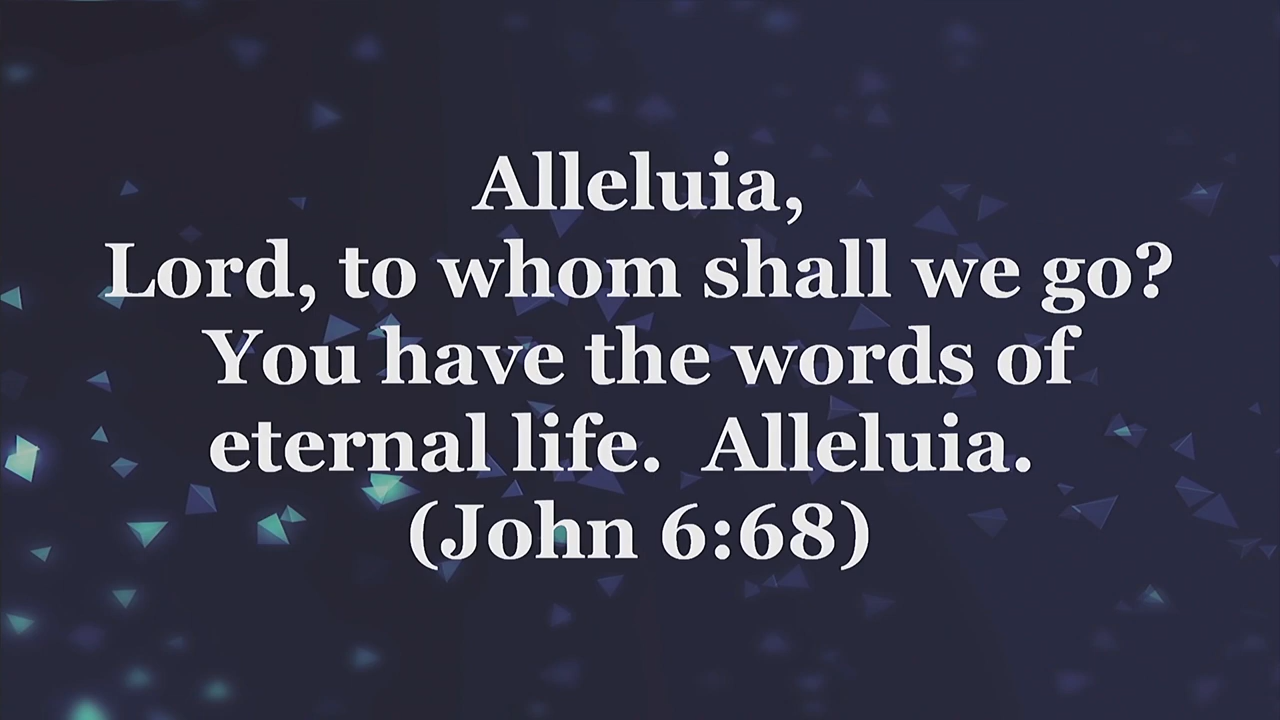 Alleluia,
Lord, to whom shall we go?
You have the words of
eternal life.  Alleluia.
(John 6:68)